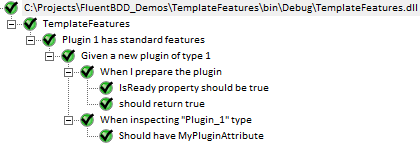 C:\Projects\FluentBDD_Demos\TemplateFeatures\bin\Debug\TemplateFeatures.dll
TemplateFeatures
Plugin 1 has standard features
Given a new plugin of type 1
When I prepare the plugin
IsReady property should be true
should return true
When inspecting "Plugin_1" type
Should have MyPluginAttribute